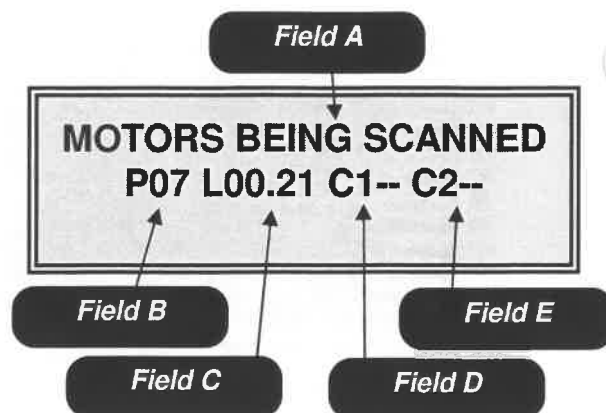 Field A
MOTORS BEING SCANNED
P07 L00.21 C1-- C2--
Field B
Field E
Field C
Field D